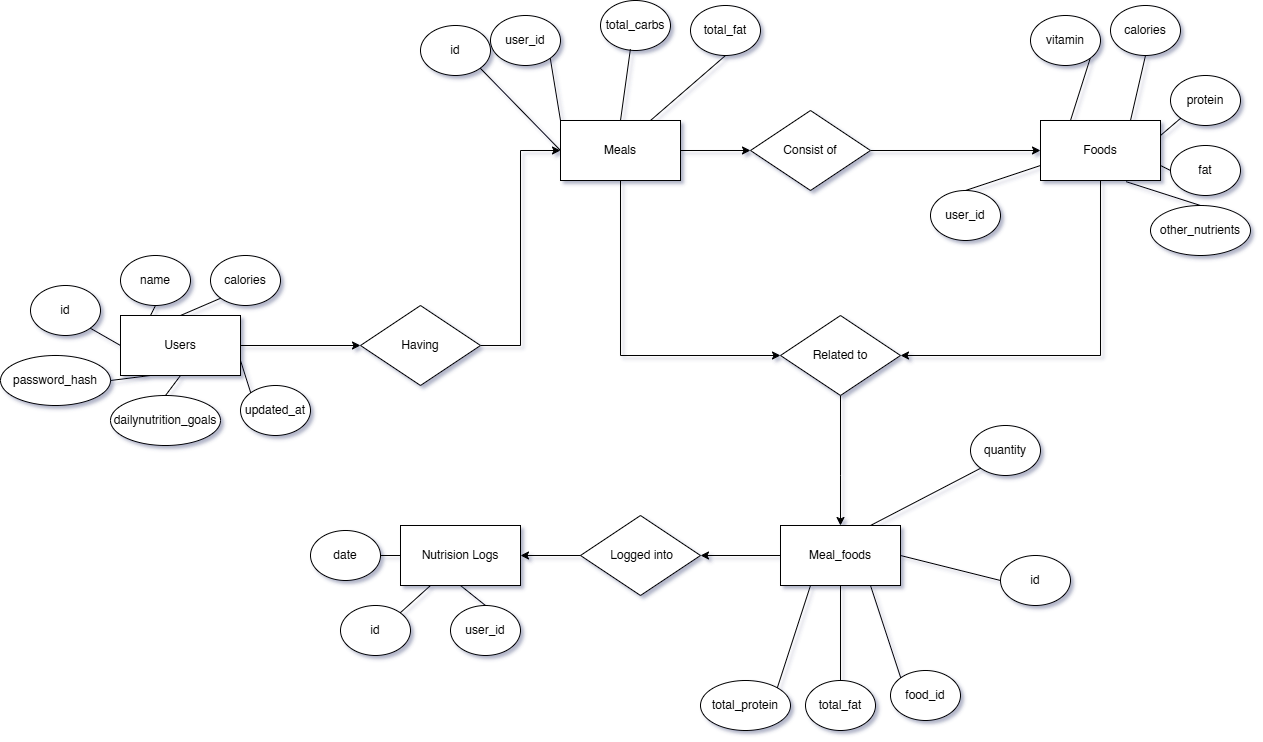 id
user_id
total_carbs
total_fat
Meals
Consist of
vitamin
calories
protein
Foods
fat
user_id
other_nutrients
id
name
calories
Users
password_hash
dailynutrition_goals
updated_at
Having
Related to
quantity
date
Nutrision Logs
Logged into
Meal_foods
id
id
user_id
total_protein
total_fat
food_id